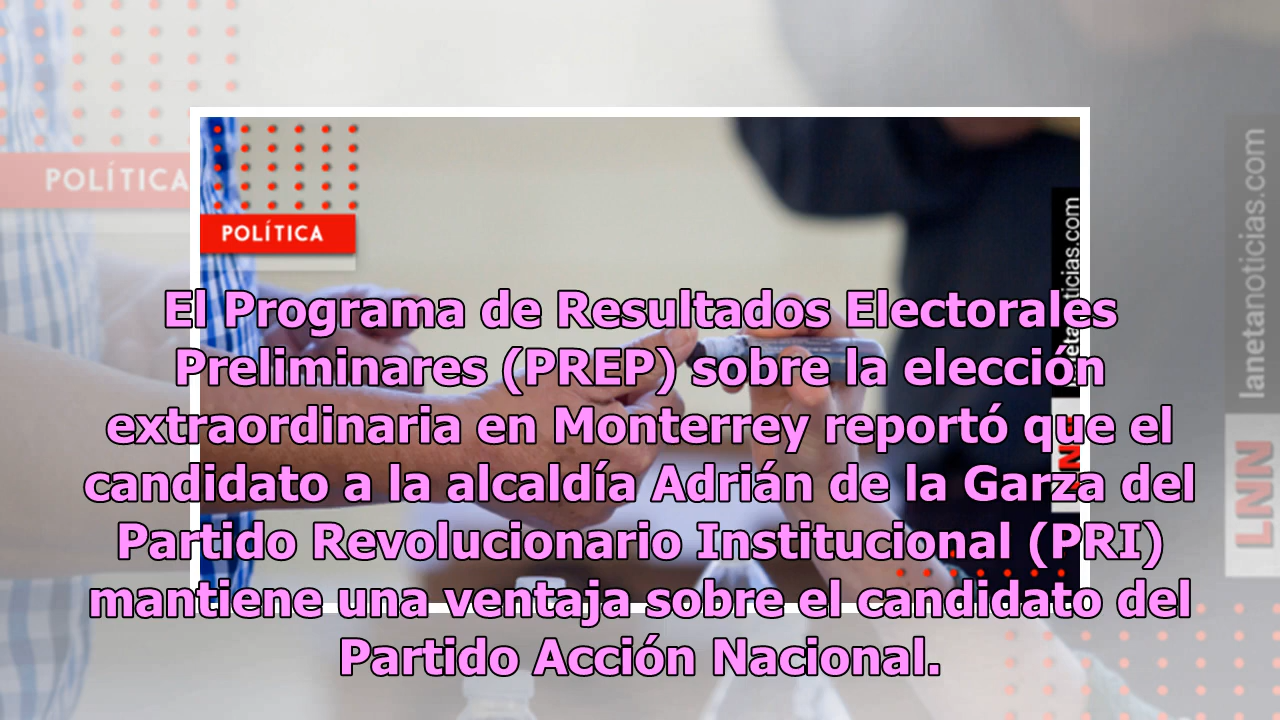 POLÍTICA
POLÍTICA
El Programa de Resultados Electorales
Preliminares (PREP) sobre la elección
extraordinaria en Monterrey reportó que el
candidato a la alcaldía Adrián de la Garza del
Partido Revolucionario Institucional (PRI)
mantiene una ventaja sobre el candidato del
Partido Acción Nacional.
lanetanoticias.com
LNN